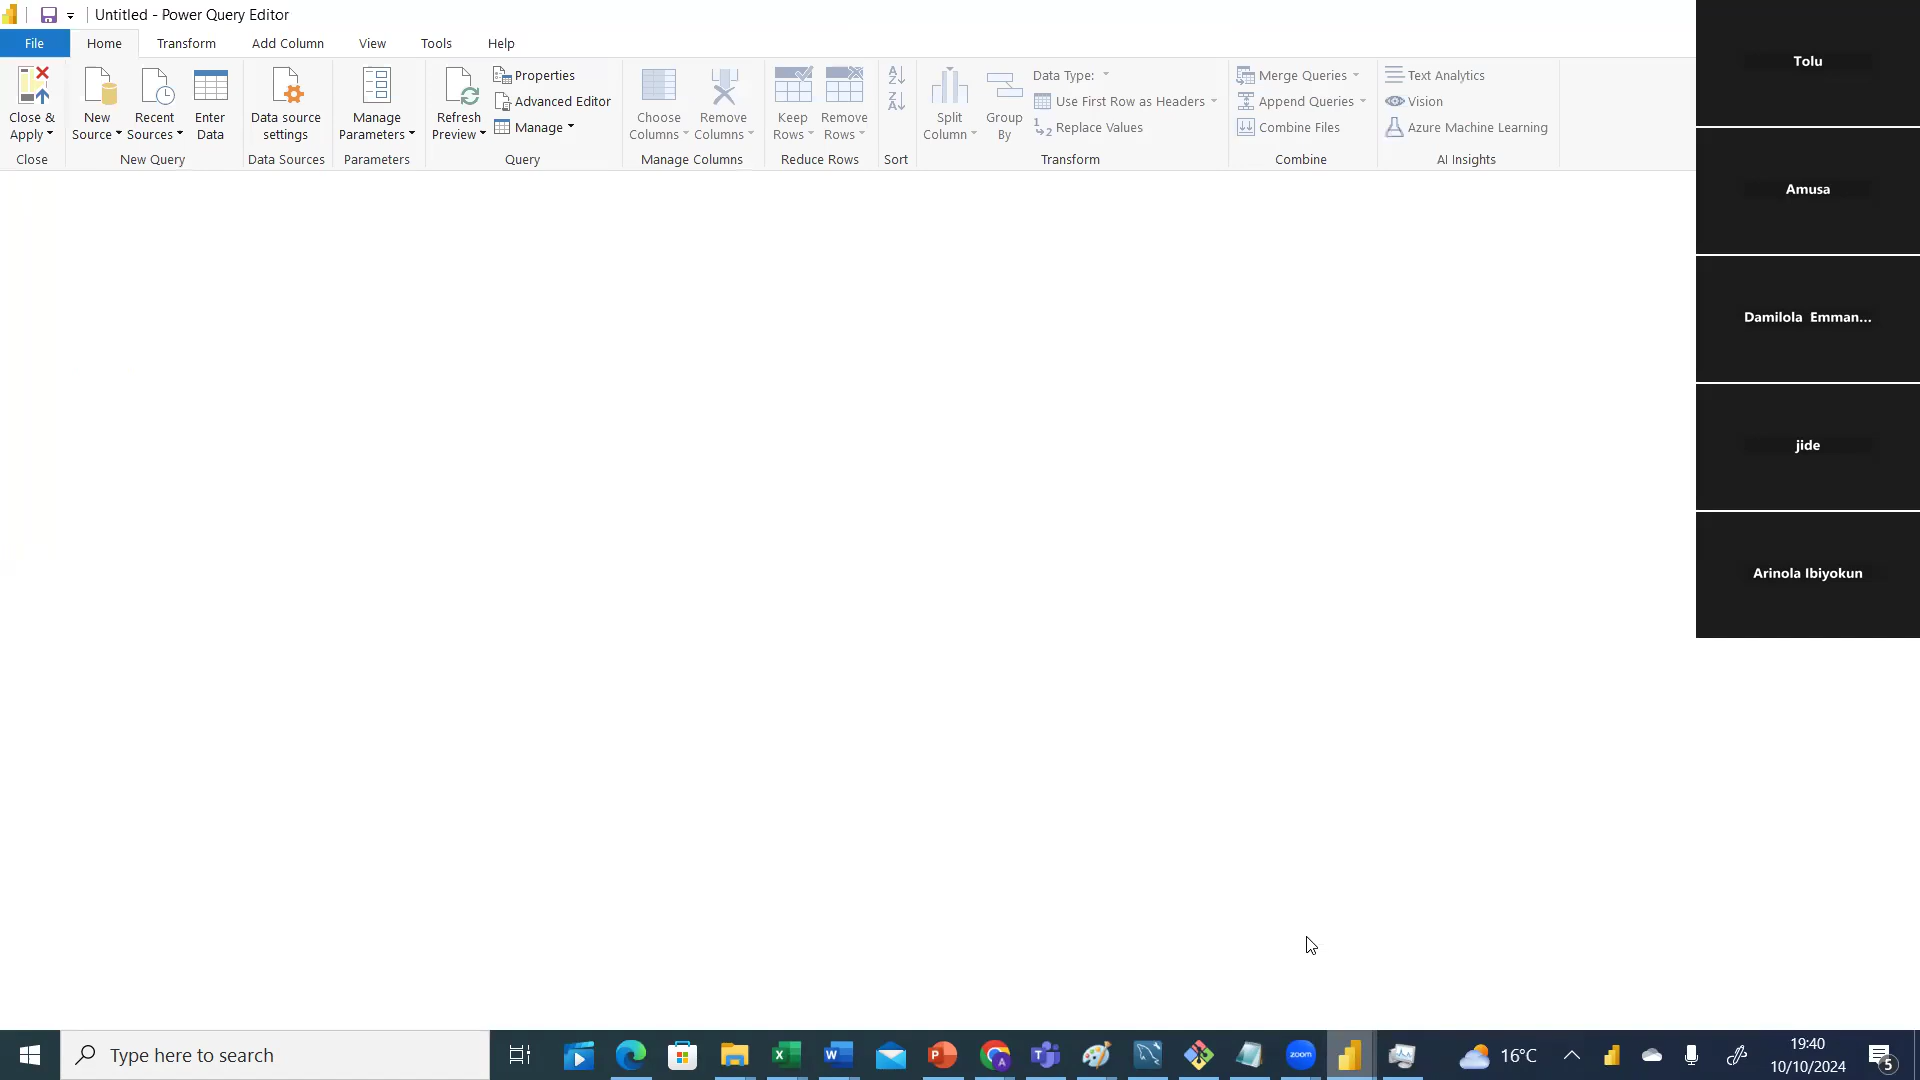 Untitled - Power Query Editor
File Home Transform Add Column View Tools Help
Close & Apply
New Source
Recent Sources
Enter Data
Data source settings
Manage Parameters
Refresh Preview
Properties
Advanced Editor
Manage
Choose Columns
Remove Columns
Keep Rows
Remove Rows
Split Column
Group By
Data Type:
Use First Row as Headers
Replace Values
Merge Queries
Append Queries
Combine Files
Text Analytics
Vision
Azure Machine Learning
Close New Query Data Sources Parameters Query Manage Columns Reduce Rows Sort Transform Combine AI Insights
Tolu
Amusa
Damilola Emman...
jide
Arinola Ibiyokun
Type here to search
zoom
16°C
19:40
10/10/2024
5